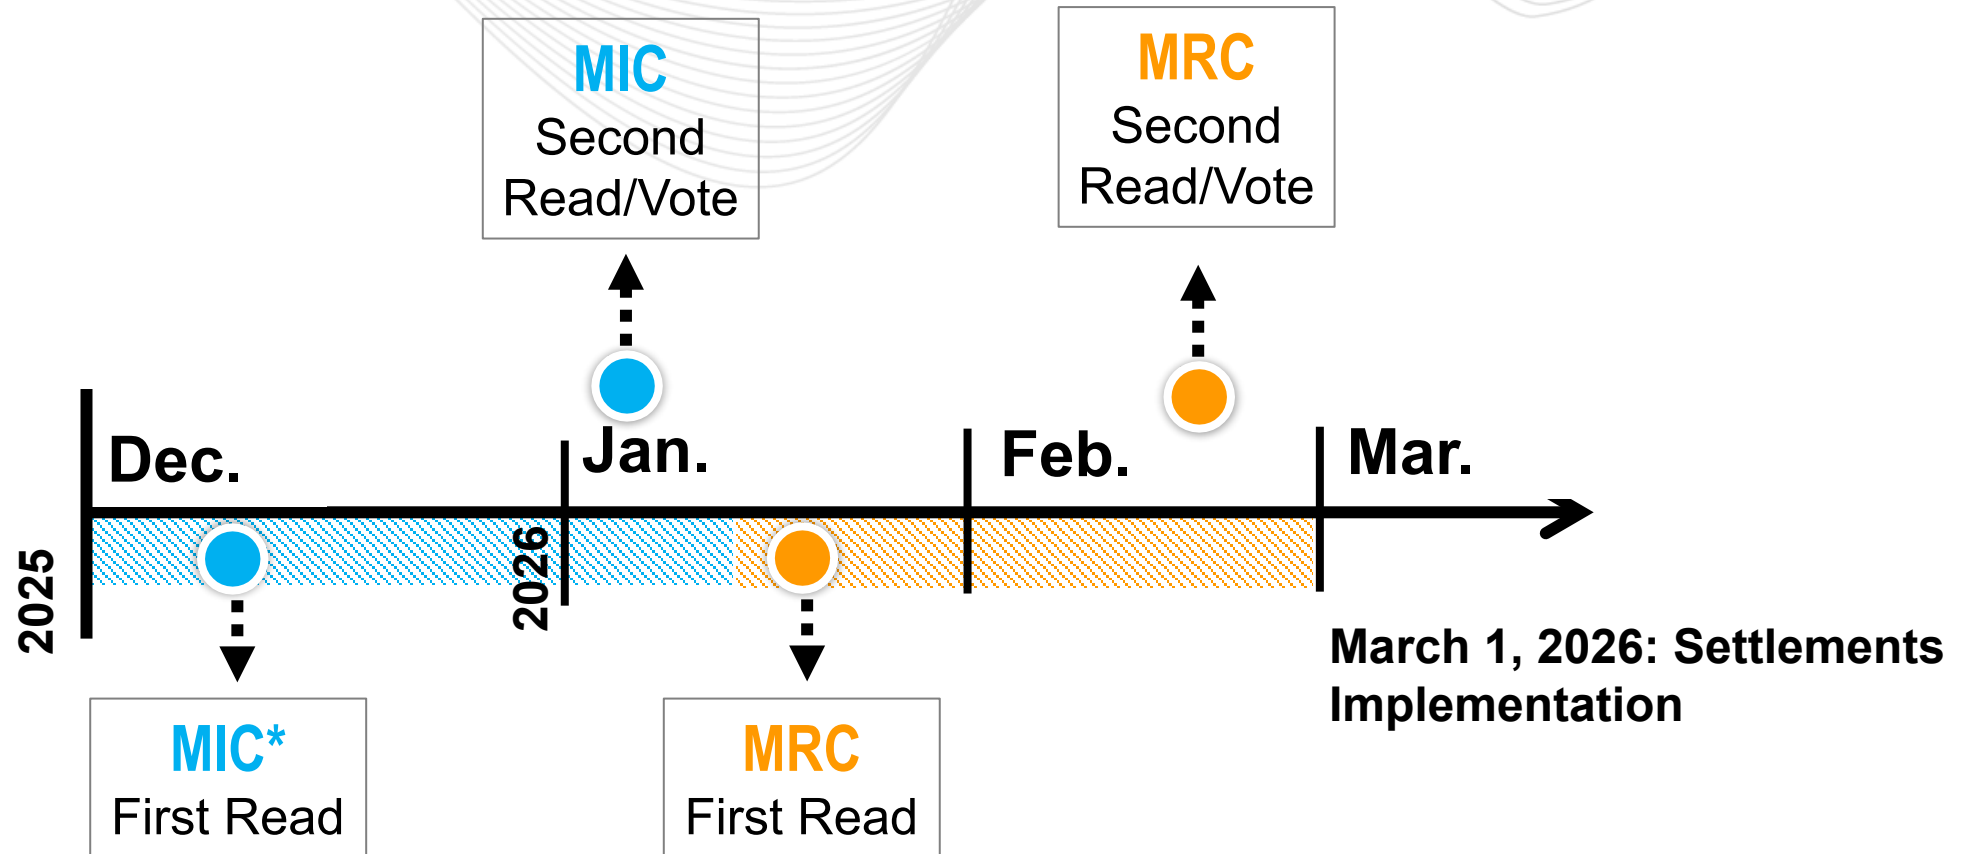 MIC
Second
Read/Vote
MRC
Second
Read/Vote
Dec.
Jan.
Feb.
Mar.
2025
2026
March 1, 2026: Settlements
Implementation
MIC*
First Read
MRC
First Read